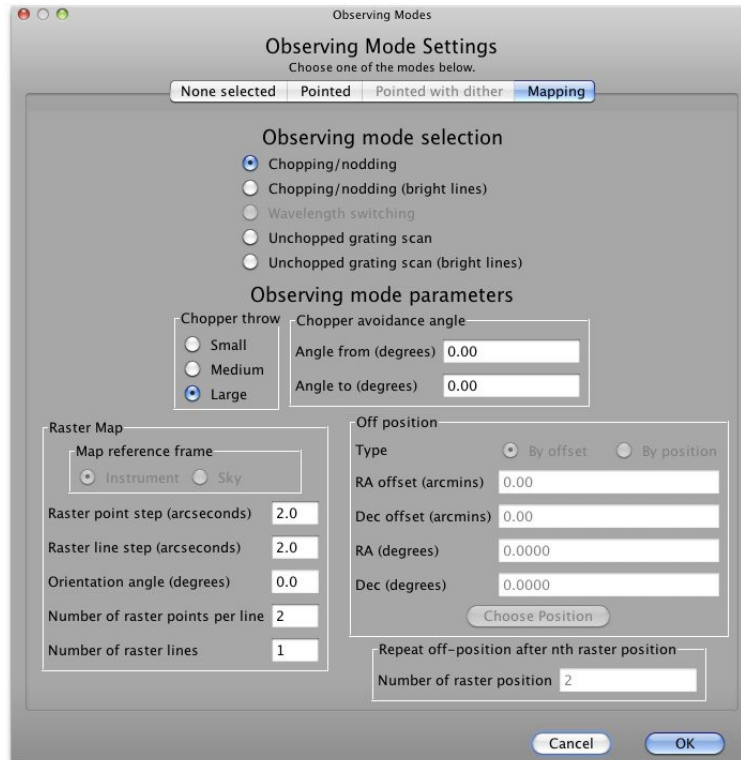 Observing Modes
Observing Mode Settings
Choose one of the modes below.
None selected Pointed Pointed with dither Mapping
Observing mode selection
Chopping/nodding
Chopping/nodding (bright lines)
Wavelength switching
Unchopped grating scan
Unchopped grating scan (bright lines)
Observing mode parameters
Chopper throw
Small
Medium
Large
Chopper avoidance angle
Angle from (degrees) 0.00
Angle to (degrees) 0.00
Raster Map
Map reference frame
Instrument Sky
Raster point step (arcseconds) 2.0
Raster line step (arcseconds) 2.0
Orientation angle (degrees) 0.0
Number of raster points per line 2
Number of raster lines 1
Off position
Type By offset By position
RA offset (arcmins) 0.00
Dec offset (arcmins) 0.00
RA (degrees) 0.0000
Dec (degrees) 0.0000
Choose Position
Repeat off-position after nth raster position
Number of raster position 2
Cancel OK